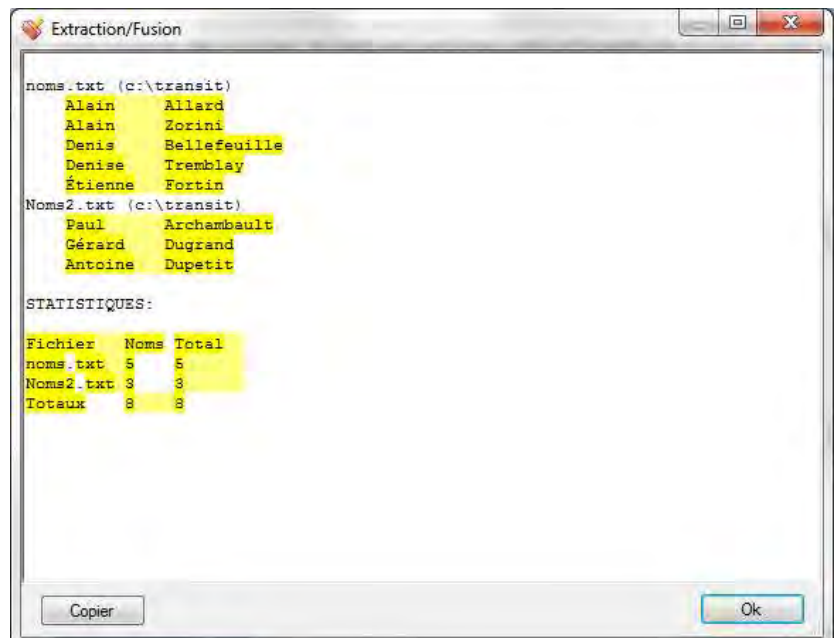 Extraction/Fusion
noms.txt (c:\transit)
Alain Allard
Alain Zorini
Denis Bellefeuille
Denise Tremblay
Étienne Fortin
Noms2.txt (c:\transit)
Paul Archambault
Gérard Dugrand
Antoine Dupetit
STATISTIQUES:
Fichier Noms Total
noms.txt 5 5
Noms2.txt 3 3
Totaux 8 8
Copier Ok